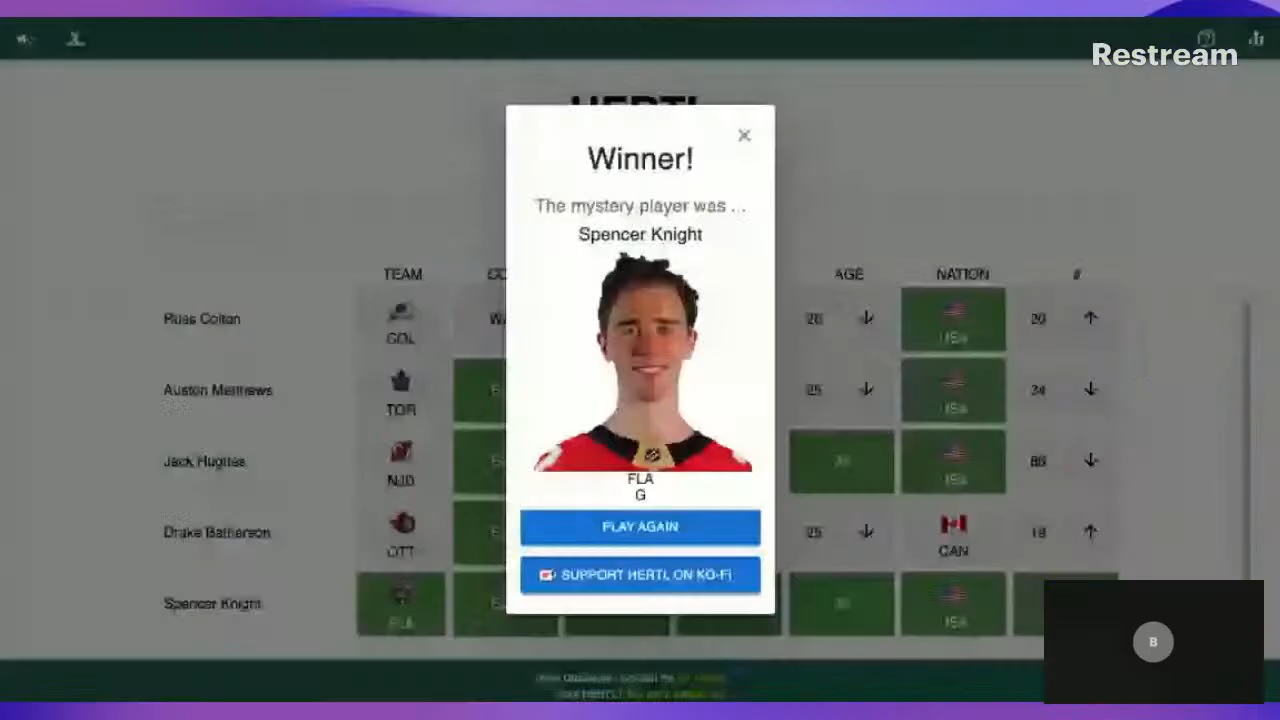 Restream
HERTL
Winner!
The mystery player was ...
Spencer Knight
TEAM AGE NATION #
Ross Colton 26 20
COL USA
Auston Matthews 25 34
TOR USA
Jack Hughes 86
NJD USA
Drake Batherson 25 19
OTT CAN
Spencer Knight
FLA USA
FLA
G
PLAY AGAIN
SUPPORT HERTL ON KO-FI
B